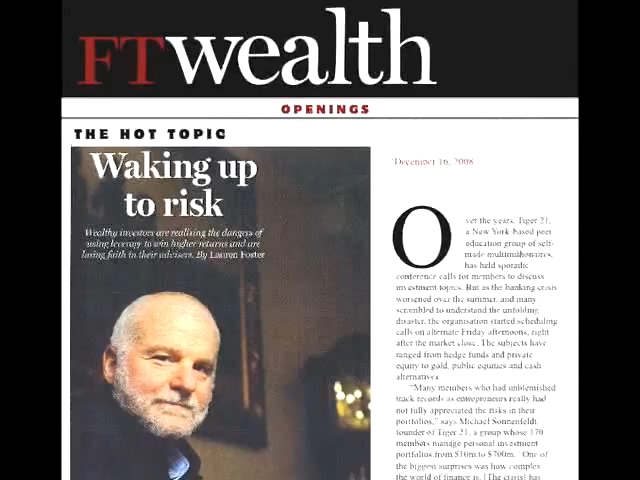 FTwealth
OPENINGS
THE HOT TOPIC
Waking up
to risk
Wealthy investors are realising the dangers of
using leverage to win higher returns and are
losing faith in their advisers. By Lauren Foster
December 16, 2008
Over the years, Tiger 21,
a New York based peer
education group of self-
made multimillionaires,
has held sporadic
conference calls for members to discuss
investment topics. But as the banking crisis
worsened over the summer, and many
scrambled to understand the unfolding
disaster, the organisation started scheduling
calls on alternate Friday afternoons, right
after the market close. The subjects have
ranged from hedge funds and private
equity to gold, public equities and cash
alternatives.
"Many members who had unblemished
track records as entrepreneurs really had
not fully appreciated the risks in their
portfolios," says Michael Sonnenfeldt,
founder of Tiger 21, a group whose 170
members manage personal investment
portfolios from $10m to $700m. "One of
the biggest surprises was how complex
the world of finance is. [The crisis] has